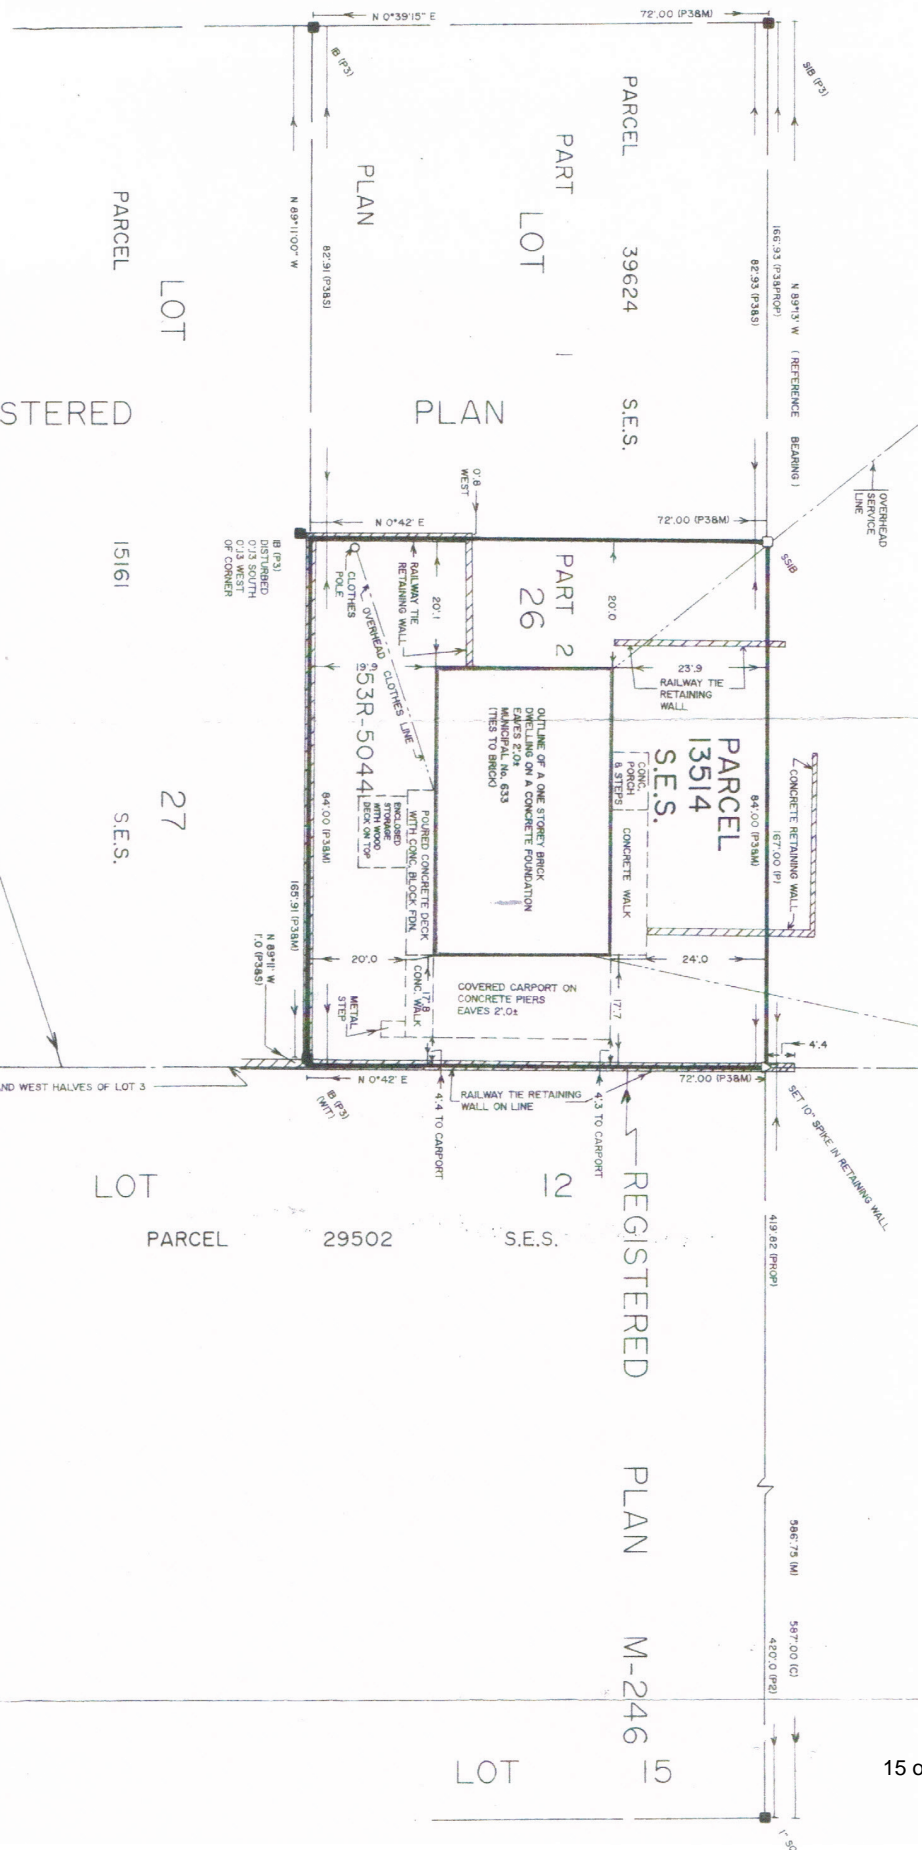 N 0°39'15" E
72'.00 (P3&M)
IB (P3)
SIB (P3)
PARCEL 39624 S.E.S.
PART 1
LOT
PLAN
N 89°11'00" W
82'.91 (P3&S)
166'.93 (P3&PROP)
82'.93 (P3&S)
N 89°13' W (REFERENCE BEARING)
PARCEL
LOT
STERED
PLAN
OVERHEAD
SERVICE
LINE
0'.8
WEST
N 0°42' E
72'.00 (P3&M)
SSIB
IB (P3)
DISTURBED
0'.13 SOUTH
0'.13 WEST
OF CORNER
15161
S.E.S.
27
CLOTHES
POLE
RAILWAY TIE
RETAINING WALL
OVERHEAD CLOTHES LINE
20'.1
PART 2
26
20'.0
19'.9
53R-5044
23'.9
RAILWAY TIE
RETAINING
WALL
OUTLINE OF A ONE STOREY BRICK
DWELLING ON A CONCRETE FOUNDATION
EAVES 2'.0±
MUNICIPAL No. 633
(TIES TO BRICK)
PARCEL
13514
S.E.S.
CONC.
PORCH
& STEPS
CONCRETE WALK
CONCRETE RETAINING WALL
84'.00 (P3&M)
167'.00 (P)
84'.00 (P3&M)
165'.91 (P3&M)
ENCLOSED
STORAGE
WITH WOOD
DECK ON TOP
POURED CONCRETE DECK
WITH CONC. BLOCK FDN.
CONC. WALK
N 89°11' W
1'.0 (P3&S)
20'.0
24'.0
17'.8
17'.7
METAL
STEP
COVERED CARPORT ON
CONCRETE PIERS
EAVES 2'.0±
4'.4
AND WEST HALVES OF LOT 3
N 0°42' E
IB (P3)
(WIT)
72'.00 (P3&M)
RAILWAY TIE RETAINING
WALL ON LINE
4'.4 TO CARPORT
4'.3 TO CARPORT
SET 10" SPIKE IN RETAINING WALL
LOT 12
PARCEL 29502 S.E.S.
REGISTERED PLAN M-246
419'.82 (PROP)
586'.75 (M)
587'.00 (C)
420'.0 (P2)
LOT 15
15 o